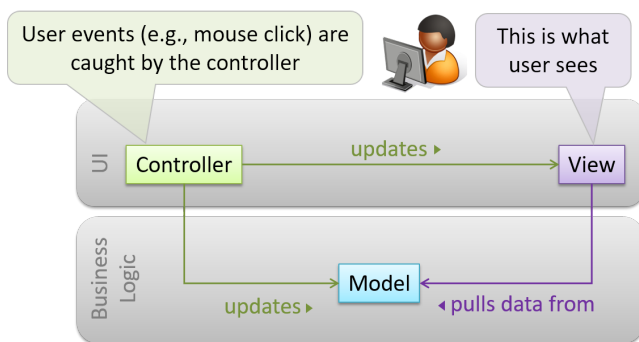 User events (e.g., mouse click) are
caught by the controller
This is what
user sees
UI
Controller
updates ▸
View
Business
Logic
Model
updates ▸
◂ pulls data from